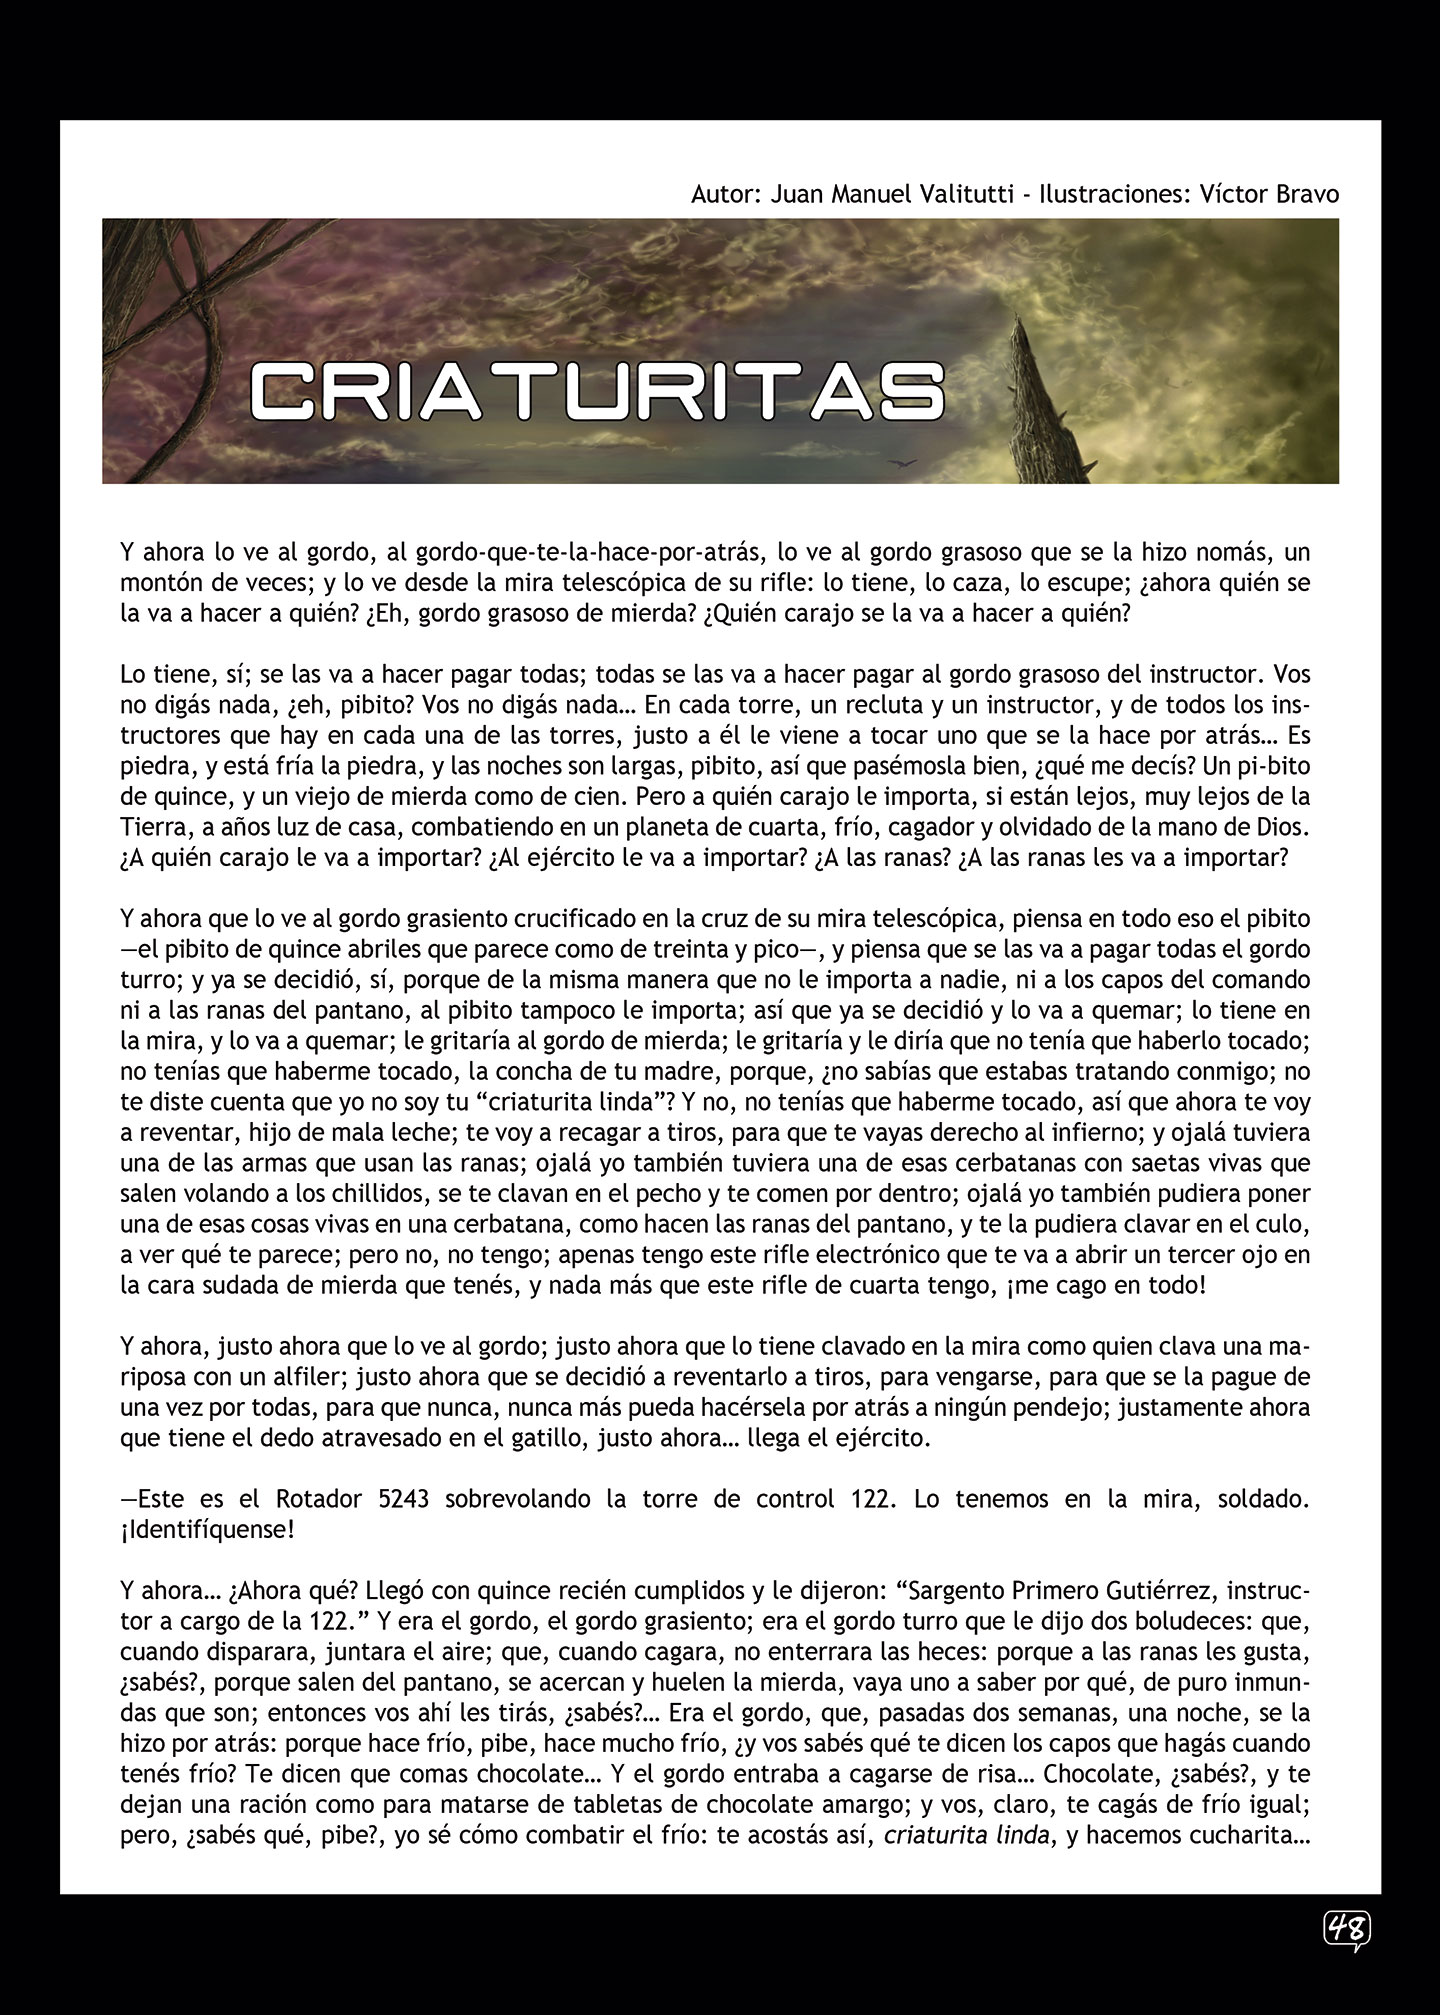 Autor: Juan Manuel Valitutti - Ilustraciones: Víctor Bravo
CRIATURITAS
Y ahora lo ve al gordo, al gordo-que-te-la-hace-por-atrás, lo ve al gordo grasoso que se la hizo nomás, un
montón de veces; y lo ve desde la mira telescópica de su rifle: lo tiene, lo caza, lo escupe; ¿ahora quién se
la va a hacer a quién? ¿Eh, gordo grasoso de mierda? ¿Quién carajo se la va a hacer a quién?
Lo tiene, sí; se las va a hacer pagar todas; todas se las va a hacer pagar al gordo grasoso del instructor. Vos
no digás nada, ¿eh, pibito? Vos no digás nada… En cada torre, un recluta y un instructor, y de todos los ins-
tructores que hay en cada una de las torres, justo a él le viene a tocar uno que se la hace por atrás… Es
piedra, y está fría la piedra, y las noches son largas, pibito, así que pasémosla bien, ¿qué me decís? Un pi-bito
de quince, y un viejo de mierda como de cien. Pero a quién carajo le importa, si están lejos, muy lejos de la
Tierra, a años luz de casa, combatiendo en un planeta de cuarta, frío, cagador y olvidado de la mano de Dios.
¿A quién carajo le va a importar? ¿Al ejército le va a importar? ¿A las ranas? ¿A las ranas les va a importar?
Y ahora que lo ve al gordo grasiento crucificado en la cruz de su mira telescópica, piensa en todo eso el pibito
—el pibito de quince abriles que parece como de treinta y pico—, y piensa que se las va a pagar todas el gordo
turro; y ya se decidió, sí, porque de la misma manera que no le importa a nadie, ni a los capos del comando
ni a las ranas del pantano, al pibito tampoco le importa; así que ya se decidió y lo va a quemar; lo tiene en
la mira, y lo va a quemar; le gritaría al gordo de mierda; le gritaría y le diría que no tenía que haberlo tocado;
no tenías que haberme tocado, la concha de tu madre, porque, ¿no sabías que estabas tratando conmigo; no
te diste cuenta que yo no soy tu “criaturita linda”? Y no, no tenías que haberme tocado, así que ahora te voy
a reventar, hijo de mala leche; te voy a recagar a tiros, para que te vayas derecho al infierno; y ojalá tuviera
una de las armas que usan las ranas; ojalá yo también tuviera una de esas cerbatanas con saetas vivas que
salen volando a los chillidos, se te clavan en el pecho y te comen por dentro; ojalá yo también pudiera poner
una de esas cosas vivas en una cerbatana, como hacen las ranas del pantano, y te la pudiera clavar en el culo,
a ver qué te parece; pero no, no tengo; apenas tengo este rifle electrónico que te va a abrir un tercer ojo en
la cara sudada de mierda que tenés, y nada más que este rifle de cuarta tengo, ¡me cago en todo!
Y ahora, justo ahora que lo ve al gordo; justo ahora que lo tiene clavado en la mira como quien clava una ma-
riposa con un alfiler; justo ahora que se decidió a reventarlo a tiros, para vengarse, para que se la pague de
una vez por todas, para que nunca, nunca más pueda hacérsela por atrás a ningún pendejo; justamente ahora
que tiene el dedo atravesado en el gatillo, justo ahora… llega el ejército.
—Este es el Rotador 5243 sobrevolando la torre de control 122. Lo tenemos en la mira, soldado.
¡Identifíquense!
Y ahora… ¿Ahora qué? Llegó con quince recién cumplidos y le dijeron: “Sargento Primero Gutiérrez, instruc-
tor a cargo de la 122.” Y era el gordo, el gordo grasiento; era el gordo turro que le dijo dos boludeces: que,
cuando disparara, juntara el aire; que, cuando cagara, no enterrara las heces: porque a las ranas les gusta,
¿sabés?, porque salen del pantano, se acercan y huelen la mierda, vaya uno a saber por qué, de puro inmun-
das que son; entonces vos ahí les tirás, ¿sabés?… Era el gordo, que, pasadas dos semanas, una noche, se la
hizo por atrás: porque hace frío, pibe, hace mucho frío, ¿y vos sabés qué te dicen los capos que hagás cuando
tenés frío? Te dicen que comas chocolate… Y el gordo entraba a cagarse de risa… Chocolate, ¿sabés?, y te
dejan una ración como para matarse de tabletas de chocolate amargo; y vos, claro, te cagás de frío igual;
pero, ¿sabés qué, pibe?, yo sé cómo combatir el frío: te acostás así, criaturita linda, y hacemos cucharita…
48